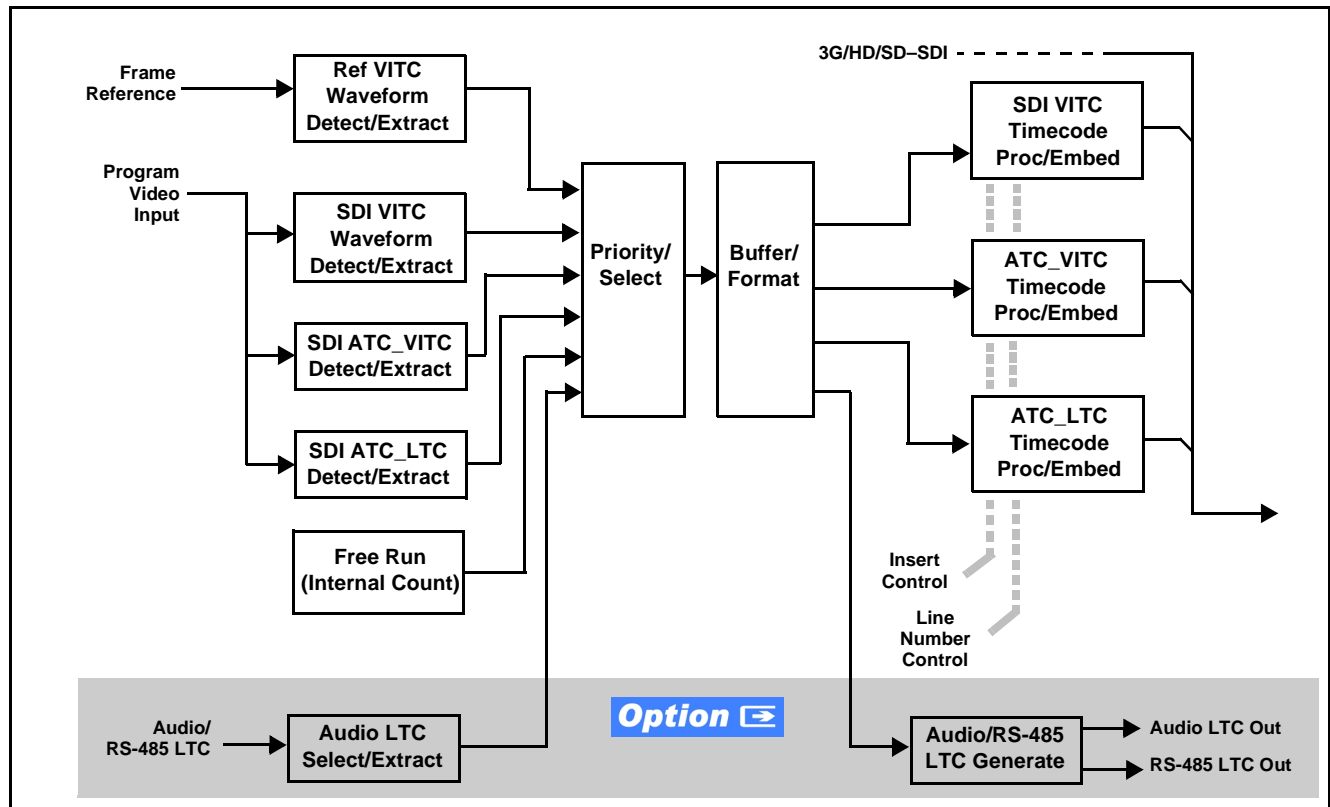 Frame
Reference
Ref VITC
Waveform
Detect/Extract
3G/HD/SD–SDI
SDI VITC
Timecode
Proc/Embed
Program
Video
Input
SDI VITC
Waveform
Detect/Extract
Priority/
Select
Buffer/
Format
ATC_VITC
Timecode
Proc/Embed
SDI ATC_VITC
Detect/Extract
SDI ATC_LTC
Detect/Extract
ATC_LTC
Timecode
Proc/Embed
Free Run
(Internal Count)
Insert
Control
Line
Number
Control
Option
Audio/
RS-485 LTC
Audio LTC
Select/Extract
Audio/RS-485
LTC Generate
Audio LTC Out
RS-485 LTC Out